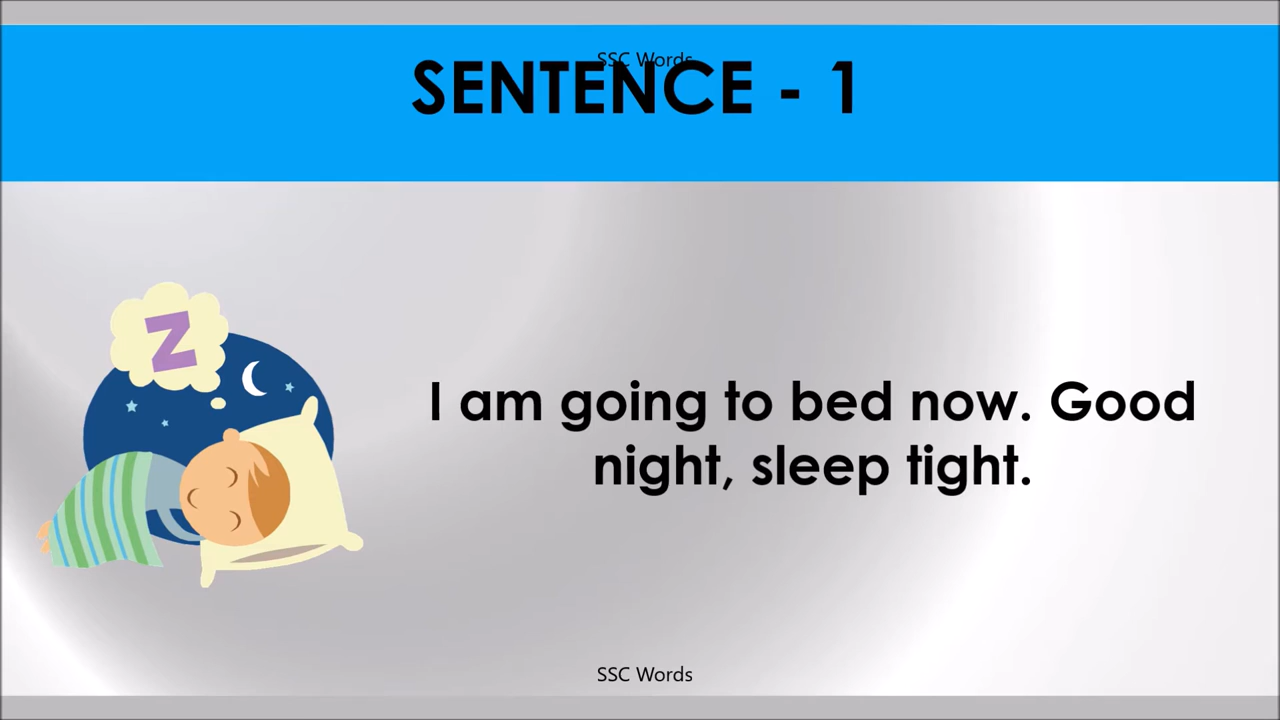 SSC Words
SENTENCE - 1
Z
I am going to bed now. Good
night, sleep tight.
SSC Words